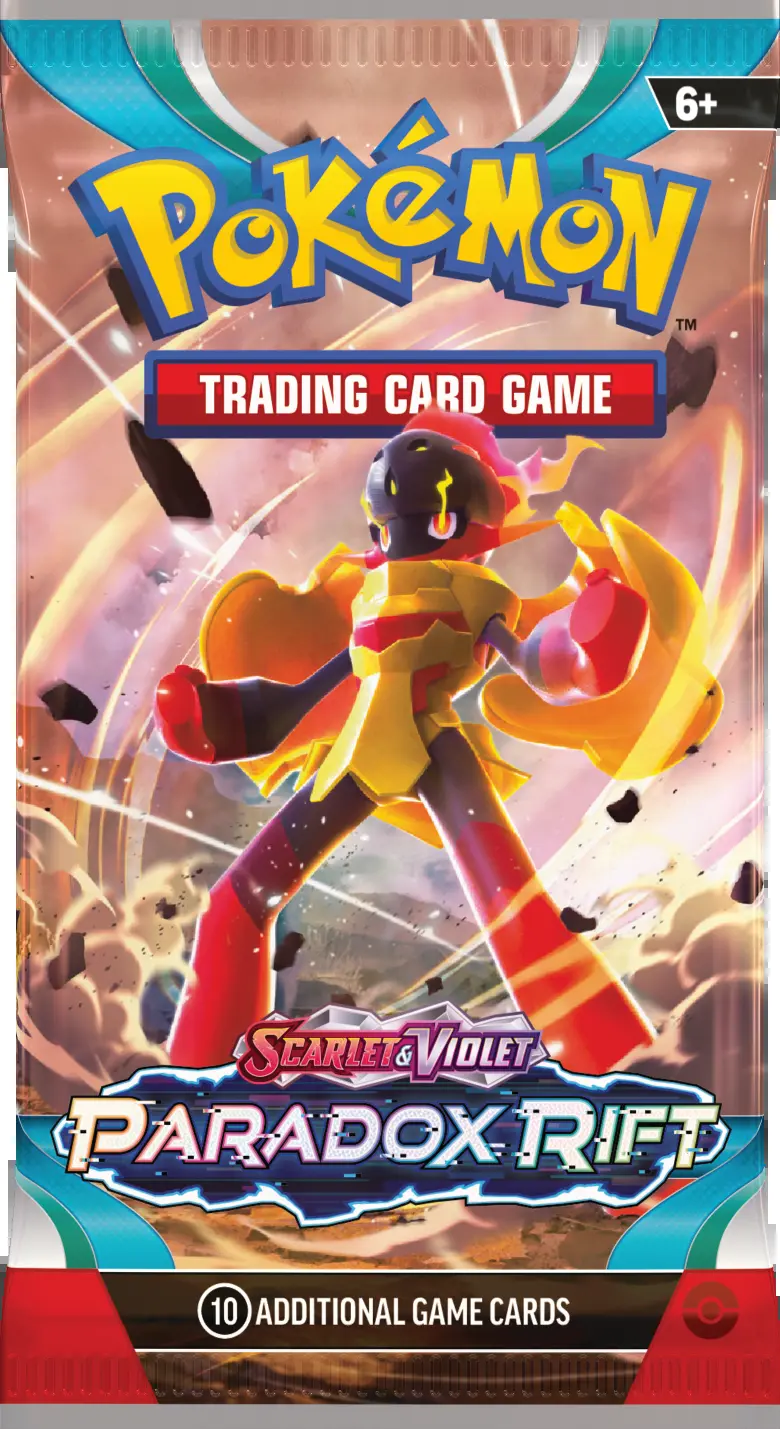 6+
POKéMON
TM
TRADING CARD GAME
SCARLET & VIOLET
PARADOX RIFT
10 ADDITIONAL GAME CARDS